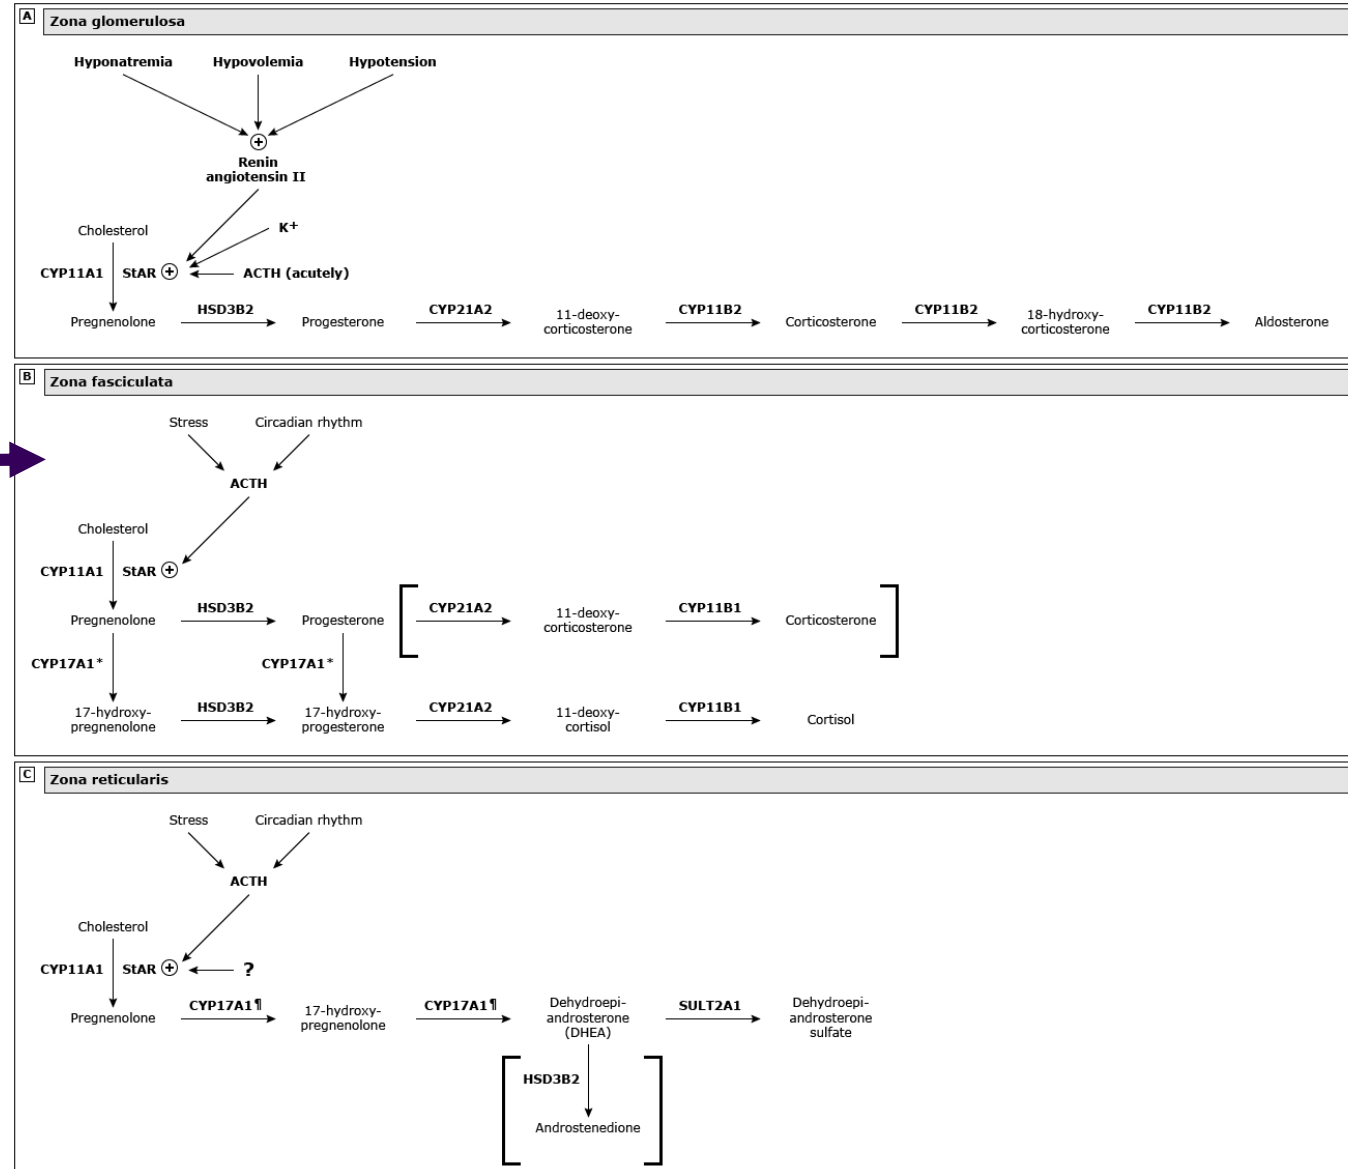 A Zona glomerulosa
Hyponatremia Hypovolemia Hypotension
+
Renin
angiotensin II
K+
Cholesterol
CYP11A1 StAR + ACTH (acutely)
Pregnenolone HSD3B2 Progesterone CYP21A2 11-deoxy-
corticosterone CYP11B2 Corticosterone CYP11B2 18-hydroxy-
corticosterone CYP11B2 Aldosterone
B Zona fasciculata
Stress Circadian rhythm
ACTH
Cholesterol
CYP11A1 StAR +
Pregnenolone HSD3B2 Progesterone CYP21A2 11-deoxy-
corticosterone CYP11B1 Corticosterone
CYP17A1* CYP17A1*
17-hydroxy-
pregnenolone HSD3B2 17-hydroxy-
progesterone CYP21A2 11-deoxy-
cortisol CYP11B1 Cortisol
C Zona reticularis
Stress Circadian rhythm
ACTH
Cholesterol
CYP11A1 StAR + ?
Pregnenolone CYP17A1¶ 17-hydroxy-
pregnenolone CYP17A1¶ Dehydroepi-
androsterone
(DHEA) SULT2A1 Dehydroepi-
androsterone
sulfate
HSD3B2
Androstenedione